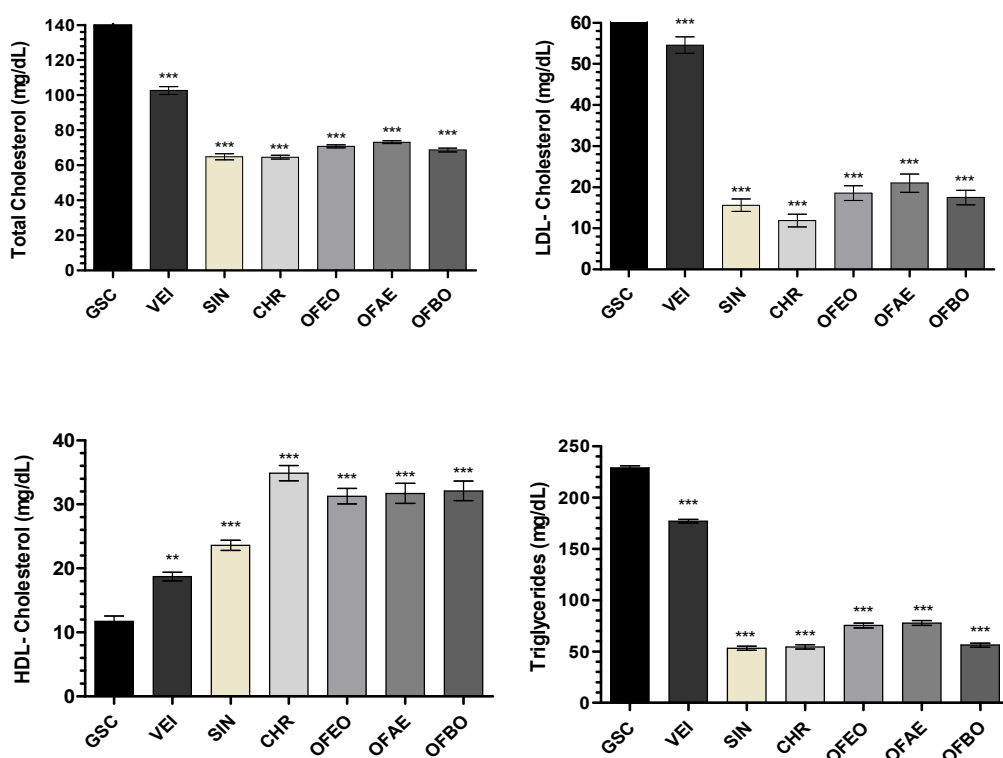 Total Cholesterol (mg/dL)
140
120
100
80
60
40
20
0
***
***
***
***
***
***
GSC
VEI
SIN
CHR
OFEO
OFAE
OFBO
LDL- Cholesterol (mg/dL)
60
50
40
30
20
10
0
***
***
***
***
***
***
GSC
VEI
SIN
CHR
OFEO
OFAE
OFBO
HDL- Cholesterol (mg/dL)
40
30
20
10
0
**
***
***
***
***
***
GSC
VEI
SIN
CHR
OFEO
OFAE
OFBO
Triglycerides (mg/dL)
250
200
150
100
50
0
***
***
***
***
***
***
GSC
VEI
SIN
CHR
OFEO
OFAE
OFBO